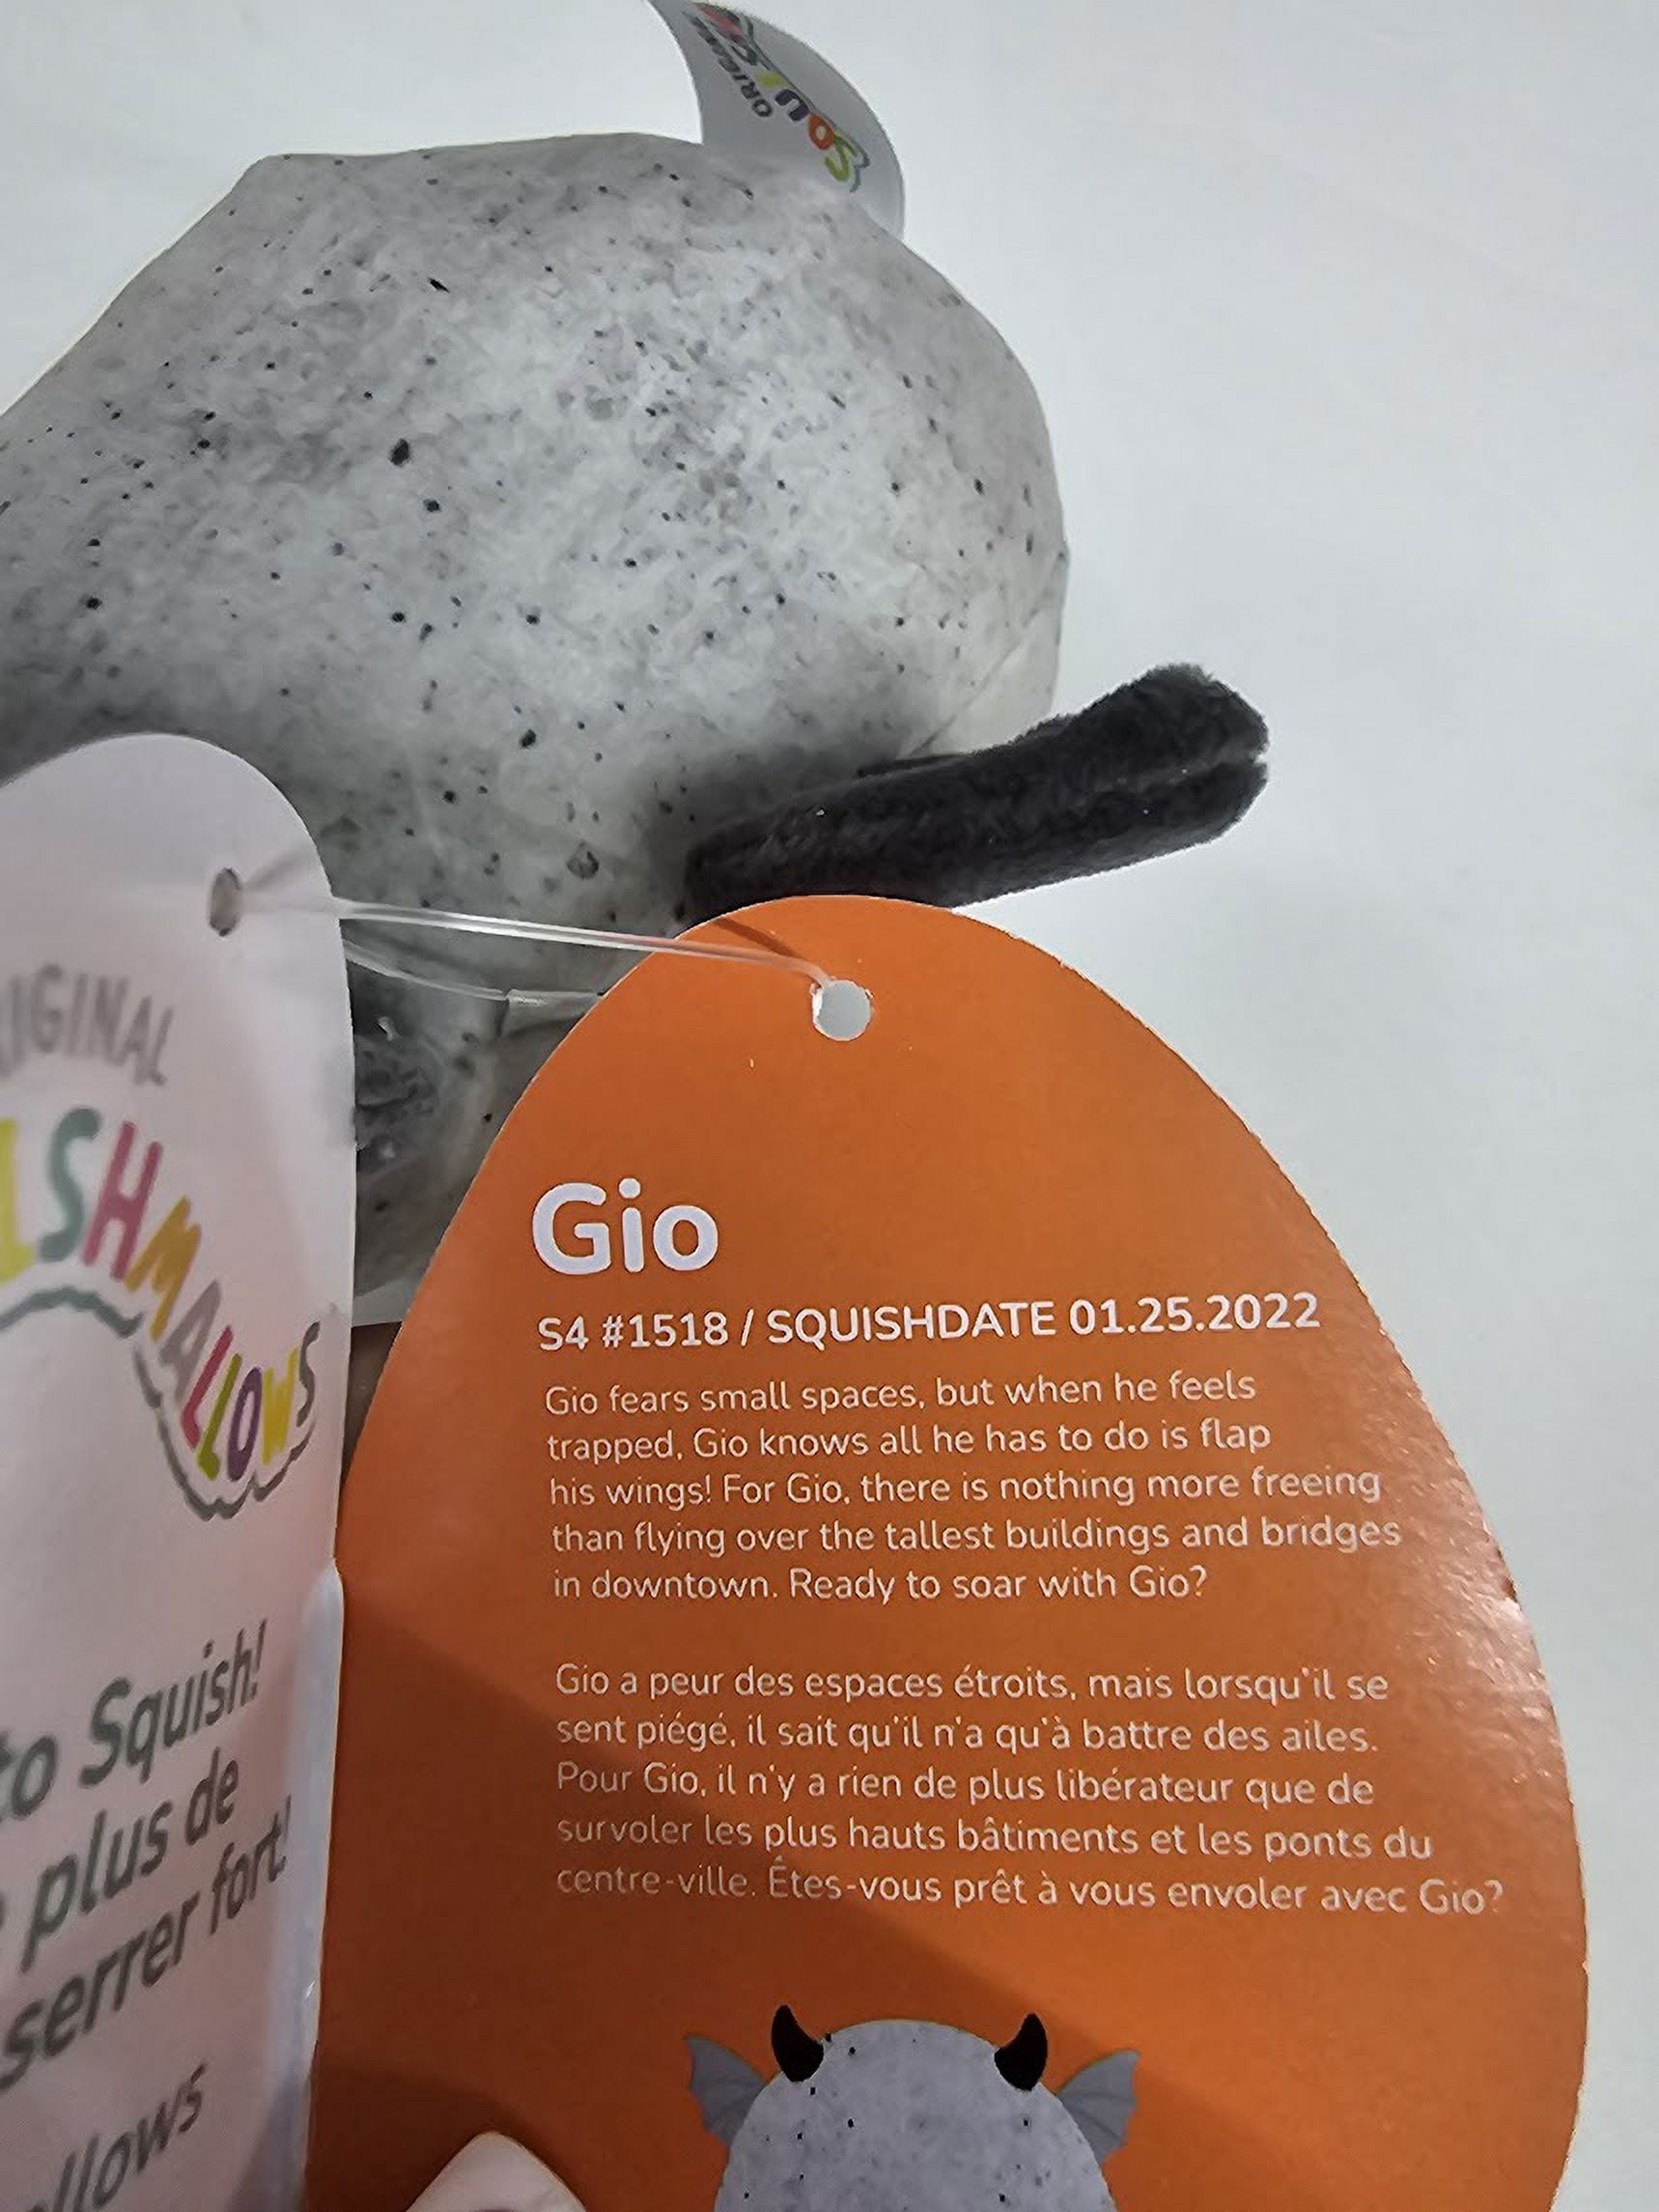 ORIGINAL
SQUIS
IGINAL
SHMALLOWS
to Squish!
plus de
serrer fort!
llows
Gio
S4 #1518 / SQUISHDATE 01.25.2022
Gio fears small spaces, but when he feels
trapped, Gio knows all he has to do is flap
his wings! For Gio, there is nothing more freeing
than flying over the tallest buildings and bridges
in downtown. Ready to soar with Gio?
Gio a peur des espaces étroits, mais lorsqu'il se
sent piégé, il sait qu'il n'a qu'à battre des ailes.
Pour Gio, il n'y a rien de plus libérateur que de
survoler les plus hauts bâtiments et les ponts du
centre-ville. Êtes-vous prêt à vous envoler avec Gio?